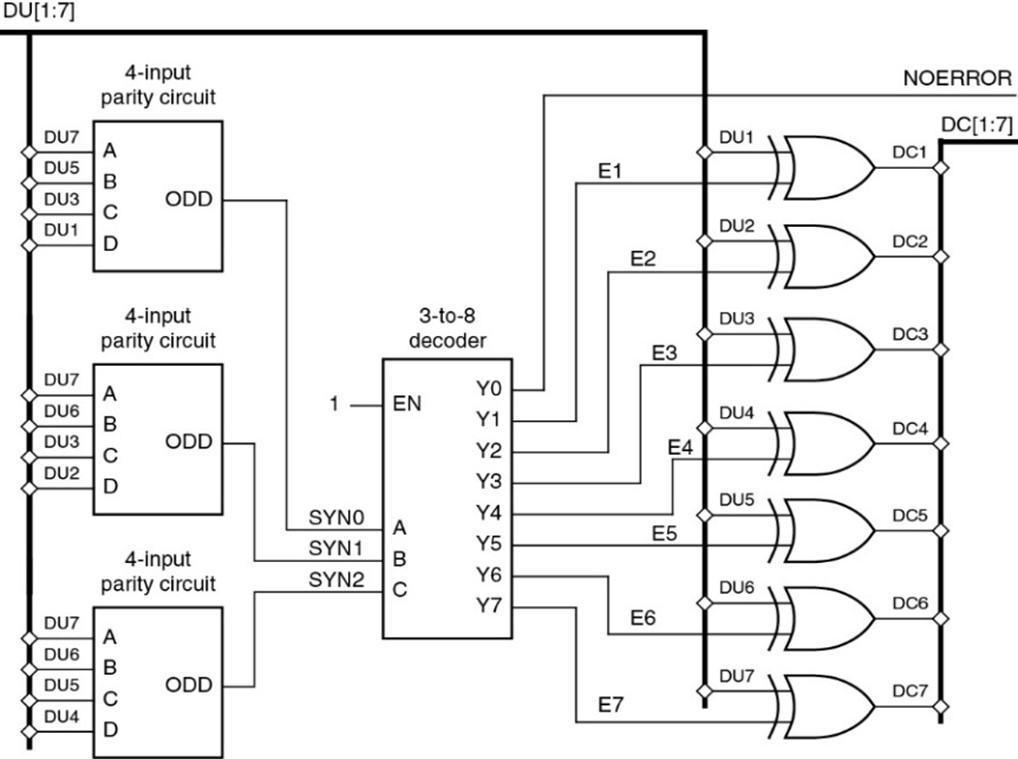 DU[1:7]
4-input
parity circuit
DU7 A
DU5 B
DU3 C
DU1 D
ODD
4-input
parity circuit
DU7 A
DU6 B
DU3 C
DU2 D
ODD
4-input
parity circuit
DU7 A
DU6 B
DU5 C
DU4 D
ODD
SYN0
SYN1
SYN2
3-to-8
decoder
1 EN
A
B
C
Y0
Y1
Y2
Y3
Y4
Y5
Y6
Y7
NOERROR
DC[1:7]
E1
E2
E3
E4
E5
E6
E7
DU1 DC1
DU2 DC2
DU3 DC3
DU4 DC4
DU5 DC5
DU6 DC6
DU7 DC7